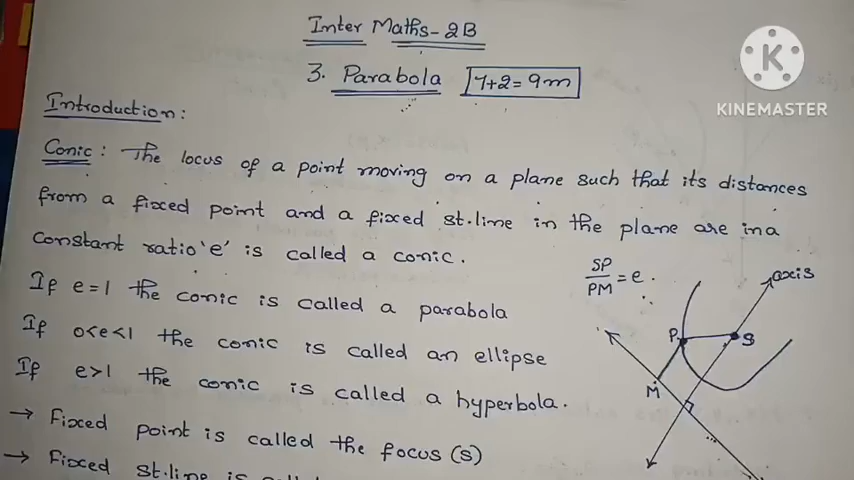 Inter Maths-2B
3. Parabola 7+2=9m
KINEMASTER
Introduction:
Conic: The locus of a point moving on a plane such that its distances
from a fixed point and a fixed st.line in the plane are in a
constant ratio 'e' is called a conic.
SP/PM = e.
axis
If e=1 the conic is called a parabola
If 0<e<1 the conic is called an ellipse
P S
If e>1 the conic is called a hyperbola.
M
→ Fixed point is called the focus (S)
→ Fixed st.line is called